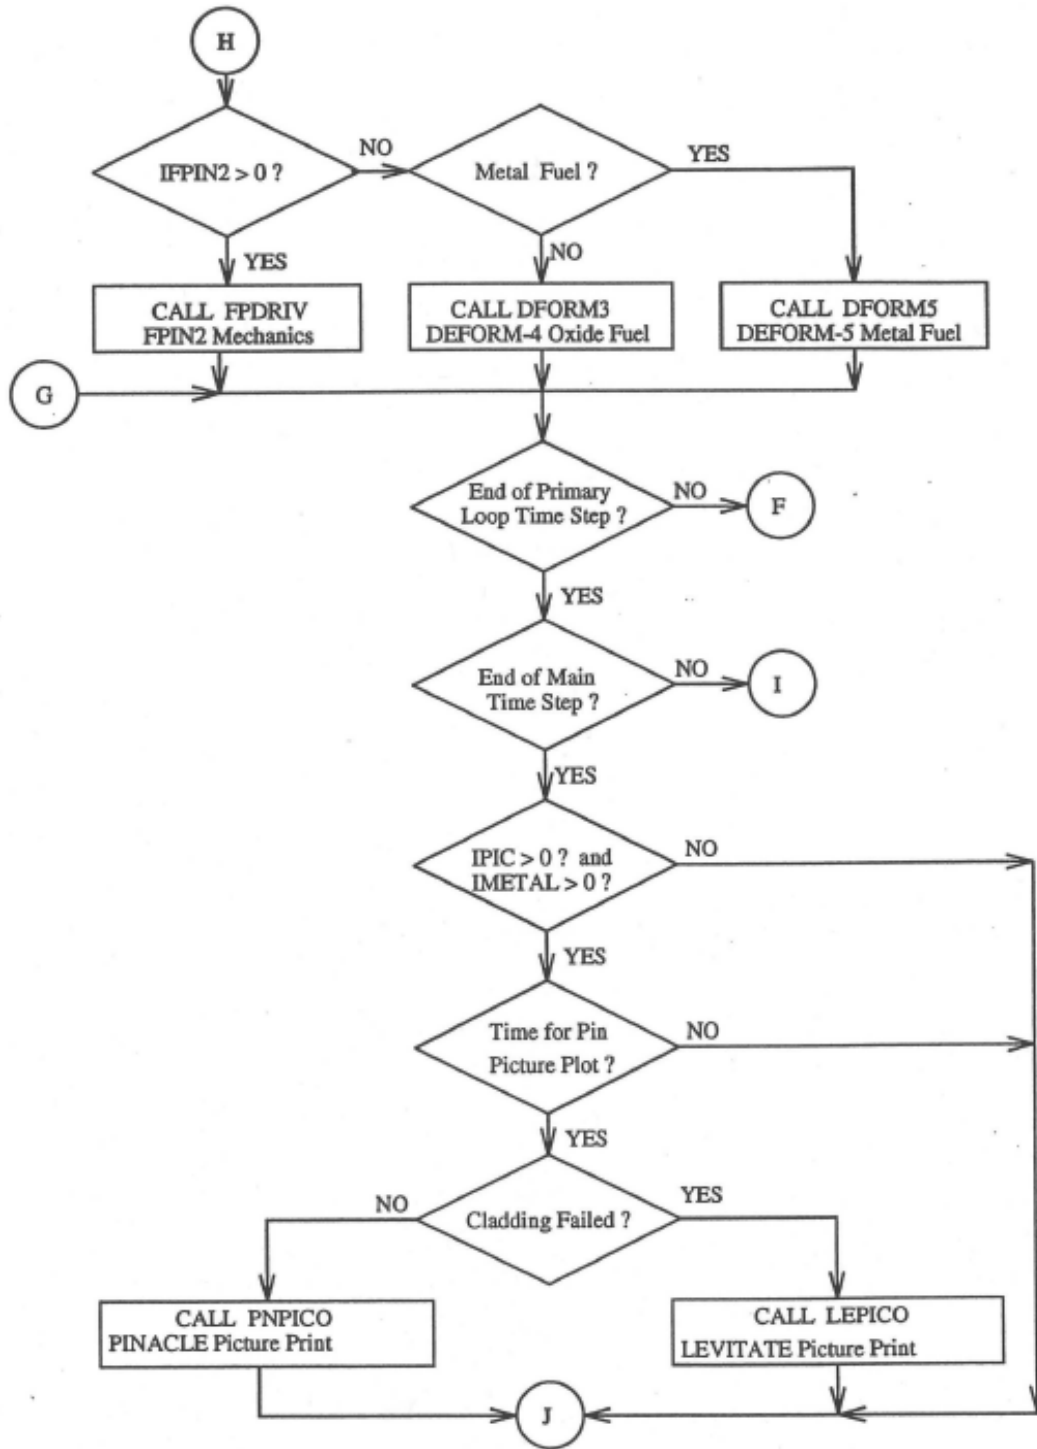 H
IFPIN2 > 0 ?
NO
Metal Fuel ?
YES
YES
NO
CALL FPDRIV
FPIN2 Mechanics
CALL DFORM3
DEFORM-4 Oxide Fuel
CALL DFORM5
DEFORM-5 Metal Fuel
G
End of Primary
Loop Time Step ?
NO
F
YES
End of Main
Time Step ?
NO
I
YES
IPIC > 0 ? and
IMETAL > 0 ?
NO
YES
Time for Pin
Picture Plot ?
NO
YES
NO
Cladding Failed ?
YES
CALL PNPICO
PINACLE Picture Print
CALL LEPICO
LEVITATE Picture Print
J